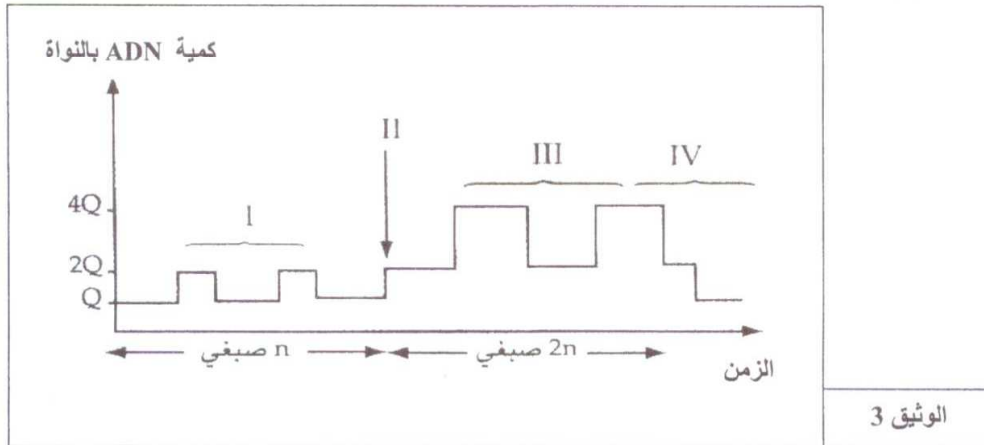 كمية ADN بالنواة
II
III
IV
I
4Q
2Q
Q
n صبغي
2n صبغي
الزمن
الوثيق 3